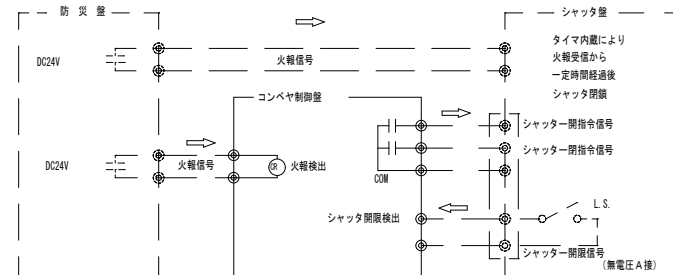 防 災 盤
シャッタ盤
DC24V
火報信号
タイマ内蔵により
火報受信から
一定時間経過後
シャッタ閉鎖
コンベヤ制御盤
シャッター開指令信号
シャッター閉指令信号
DC24V
火報信号
CR
火報検出
COM
シャッタ開限検出
L.S.
シャッター開限信号
(無電圧A接)